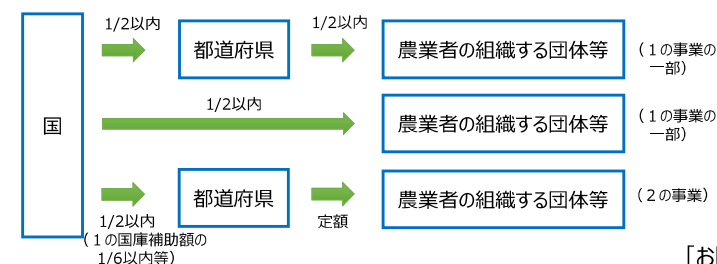 1/2以内
1/2以内
都道府県
農業者の組織する団体等
(1の事業の
一部)
1/2以内
国
農業者の組織する団体等
(1の事業の
一部)
都道府県
農業者の組織する団体等
(2の事業)
1/2以内
定額
(1の国庫補助額の
1/6以内等)
「お